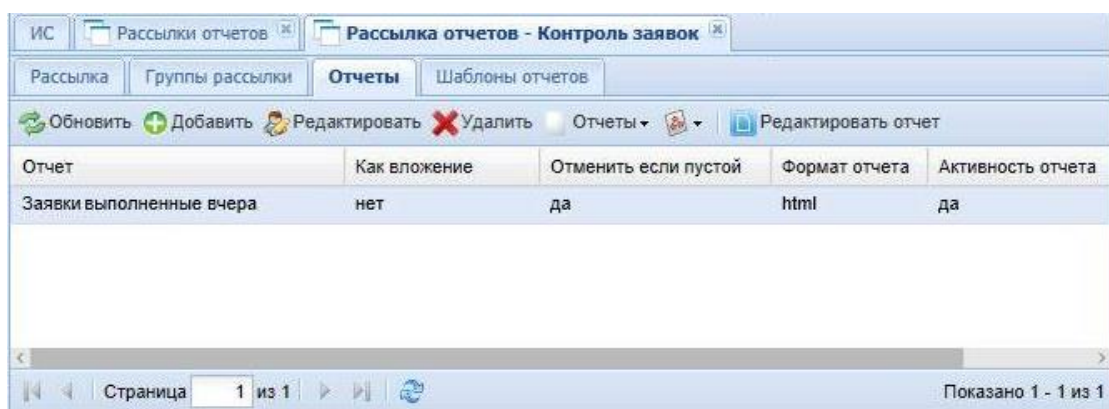 ИС Рассылки отчетов Рассылка отчетов - Контроль заявок
Рассылка Группы рассылки Отчеты Шаблоны отчетов
Обновить Добавить Редактировать Удалить Отчеты Редактировать отчет
Отчет Как вложение Отменить если пустой Формат отчета Активность отчета
Заявки выполненные вчера нет да html да
Страница 1 из 1 Показано 1 - 1 из 1